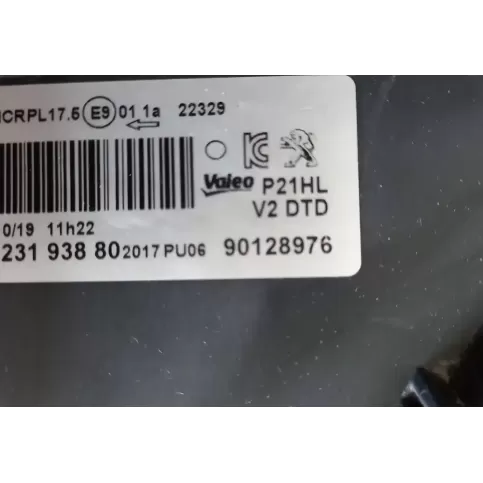 CRPL17.5 E9 01 1a 22329
Valeo P21HL
V2 DTD
0/19 11h22
231 938 80 2017 PU06 90128976